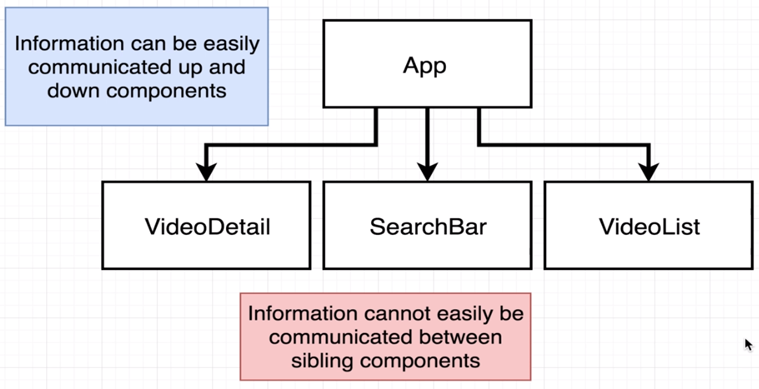 Information can be easily
communicated up and
down components
App
VideoDetail
SearchBar
VideoList
Information cannot easily be
communicated between
sibling components